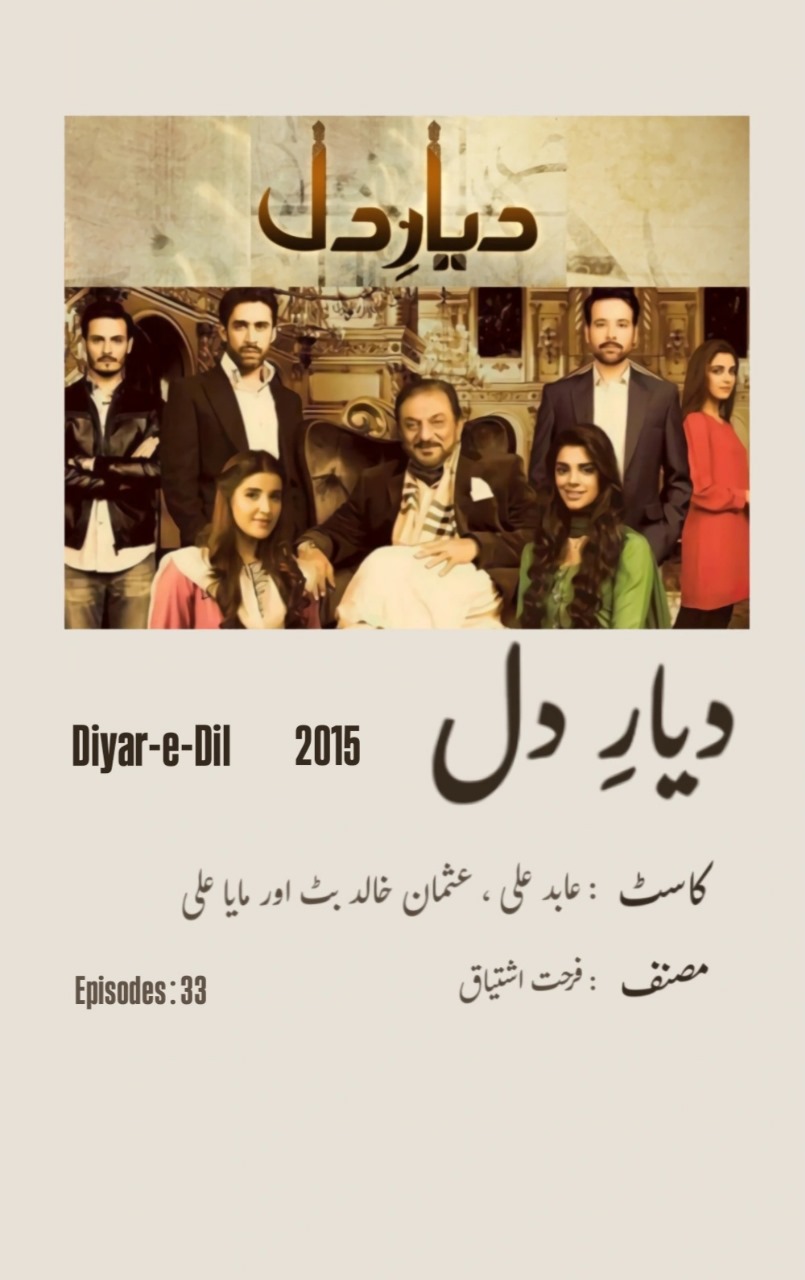 دیارِ دل
دیارِ دل
Diyar-e-Dil 2015
کاسٹ : عابد علی ، عثمان خالد بٹ اور مایا علی
مصنف : فرحت اشتیاق
Episodes : 33